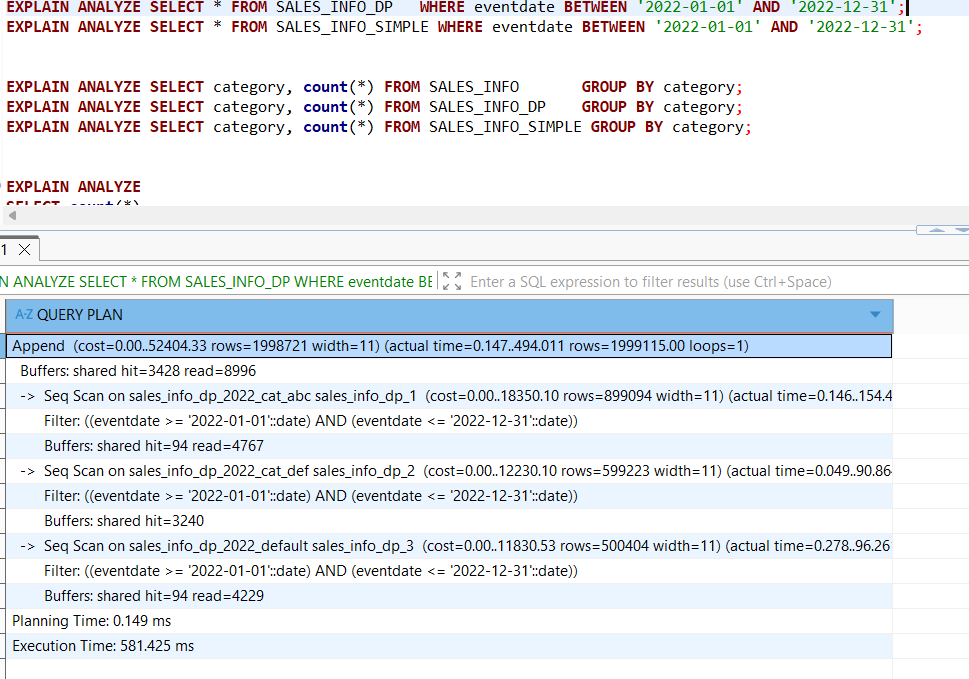 EXPLAIN ANALYZE SELECT * FROM SALES_INFO_DP   WHERE eventdate BETWEEN '2022-01-01' AND '2022-12-31';
EXPLAIN ANALYZE SELECT * FROM SALES_INFO_SIMPLE WHERE eventdate BETWEEN '2022-01-01' AND '2022-12-31';
EXPLAIN ANALYZE SELECT category, count(*) FROM SALES_INFO       GROUP BY category;
EXPLAIN ANALYZE SELECT category, count(*) FROM SALES_INFO_DP    GROUP BY category;
EXPLAIN ANALYZE SELECT category, count(*) FROM SALES_INFO_SIMPLE GROUP BY category;
EXPLAIN ANALYZE
SELECT count(*)
1
N ANALYZE SELECT * FROM SALES_INFO_DP WHERE eventdate BE Enter a SQL expression to filter results (use Ctrl+Space)
A-Z QUERY PLAN
Append  (cost=0.00..52404.33 rows=1998721 width=11) (actual time=0.147..494.011 rows=1999115.00 loops=1)
Buffers: shared hit=3428 read=8996
->  Seq Scan on sales_info_dp_2022_cat_abc sales_info_dp_1  (cost=0.00..18350.10 rows=899094 width=11) (actual time=0.146..154.4
Filter: ((eventdate >= '2022-01-01'::date) AND (eventdate <= '2022-12-31'::date))
Buffers: shared hit=94 read=4767
->  Seq Scan on sales_info_dp_2022_cat_def sales_info_dp_2  (cost=0.00..12230.10 rows=599223 width=11) (actual time=0.049..90.86
Filter: ((eventdate >= '2022-01-01'::date) AND (eventdate <= '2022-12-31'::date))
Buffers: shared hit=3240
->  Seq Scan on sales_info_dp_2022_default sales_info_dp_3  (cost=0.00..11830.53 rows=500404 width=11) (actual time=0.278..96.26
Filter: ((eventdate >= '2022-01-01'::date) AND (eventdate <= '2022-12-31'::date))
Buffers: shared hit=94 read=4229
Planning Time: 0.149 ms
Execution Time: 581.425 ms